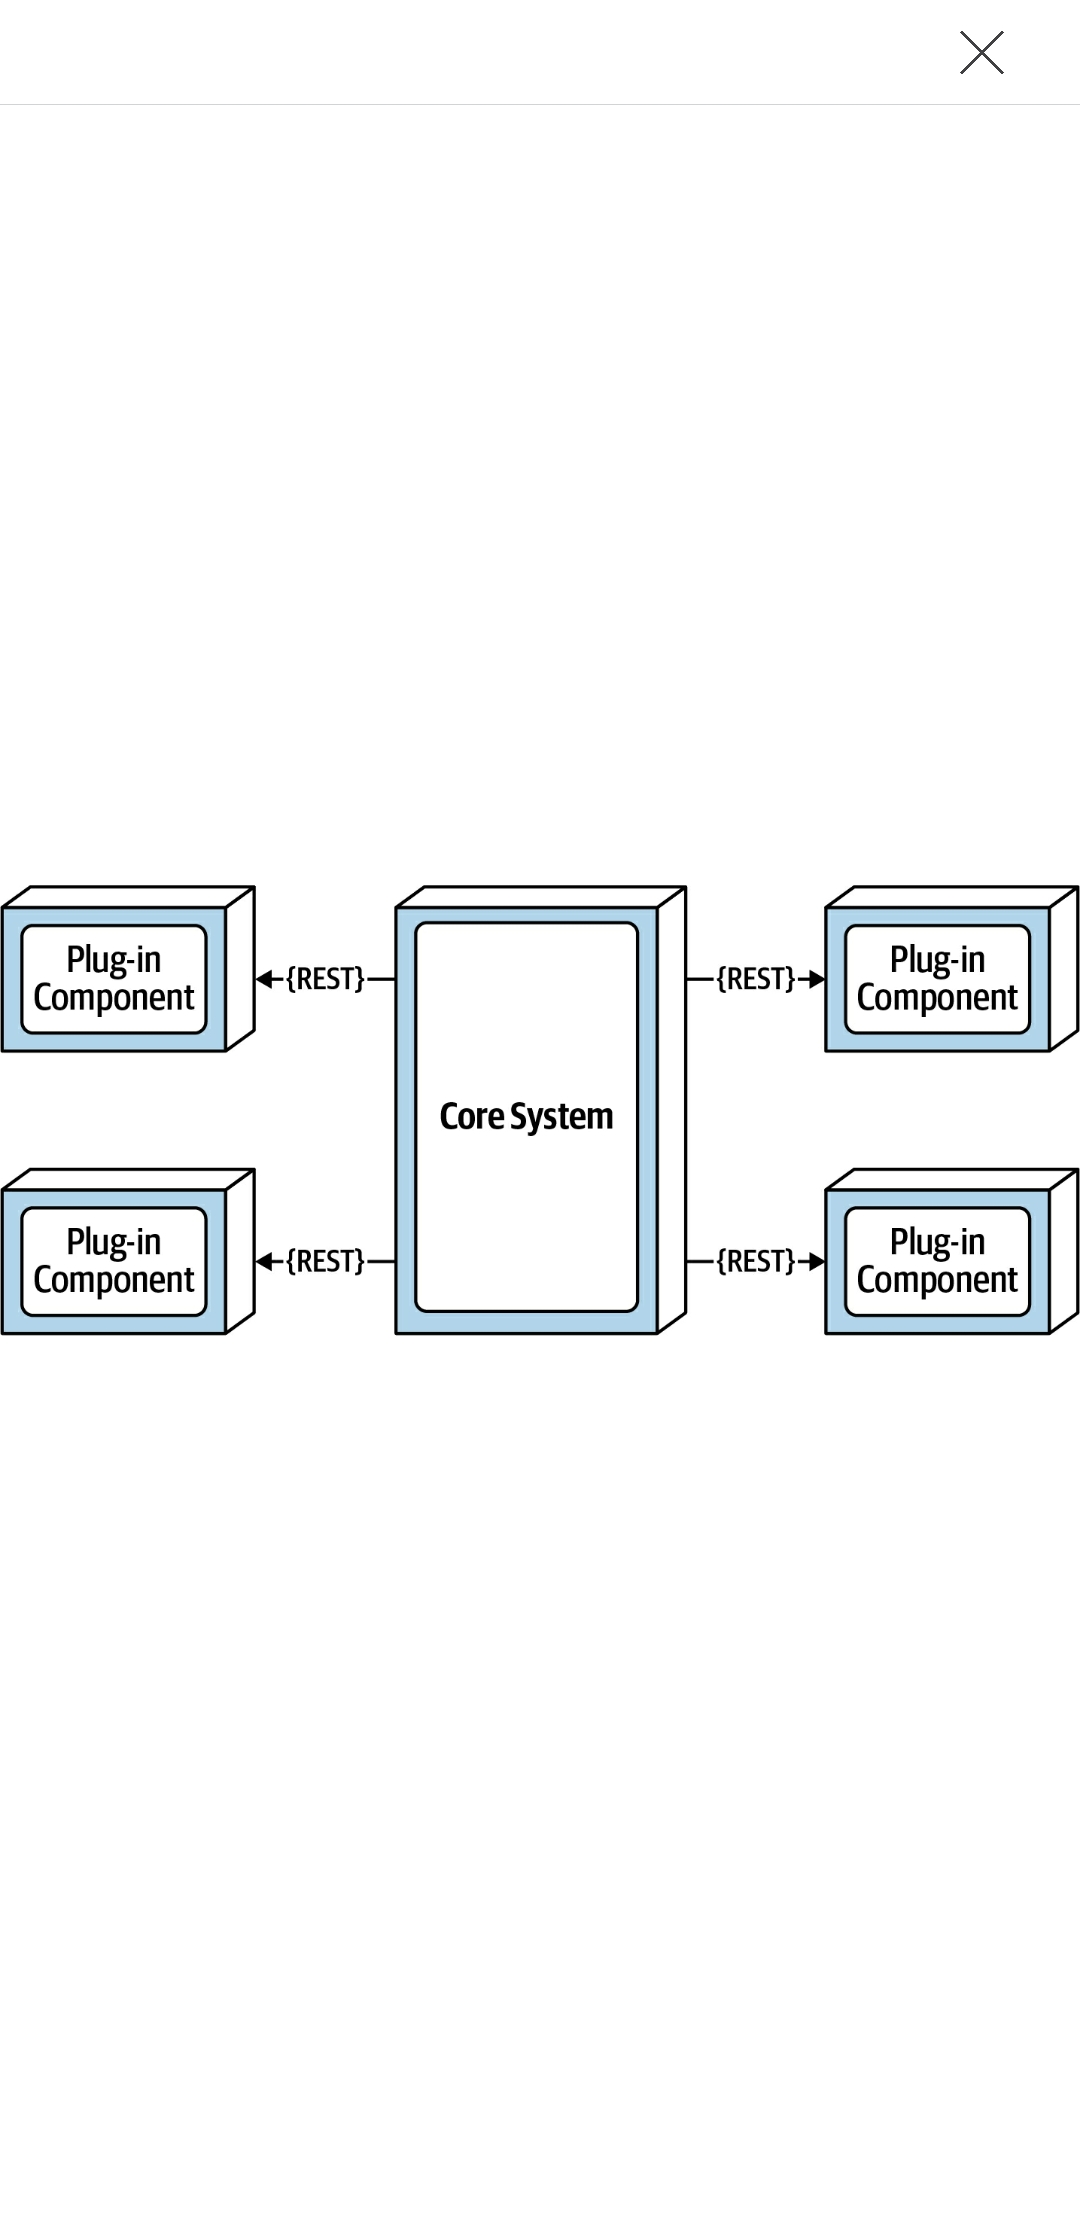 Plug-in
Component
{REST}
{REST}
Plug-in
Component
Core System
Plug-in
Component
{REST}
{REST}
Plug-in
Component